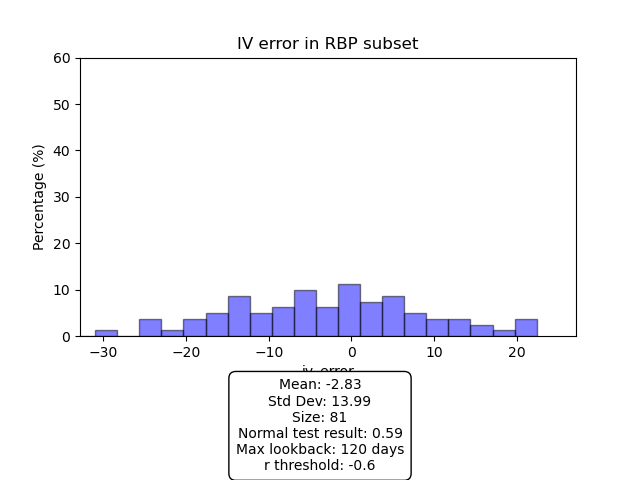 IV error in RBP subset
60
50
40
30
20
10
0
Percentage (%)
−30
−20
−10
0
10
20
iv_error
Mean: -2.83
Std Dev: 13.99
Size: 81
Normal test result: 0.59
Max lookback: 120 days
r threshold: -0.6